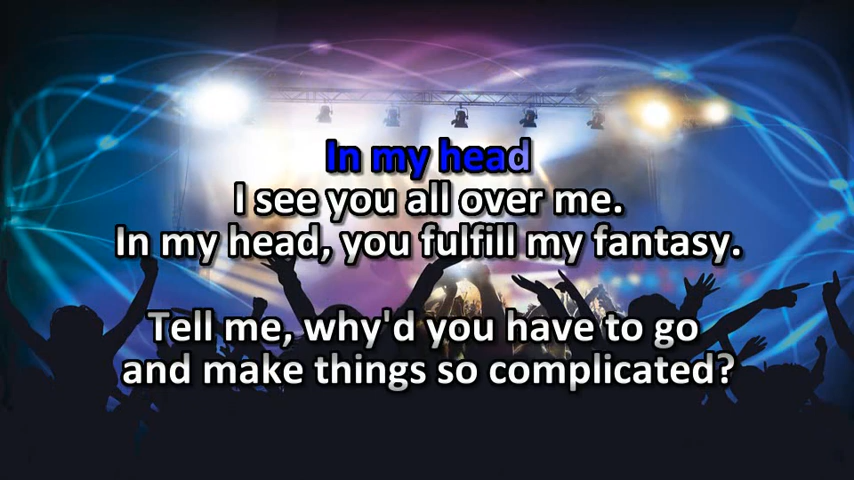 In my head
I see you all over me.
In my head, you fulfill my fantasy.
Tell me, why'd you have to go
and make things so complicated?